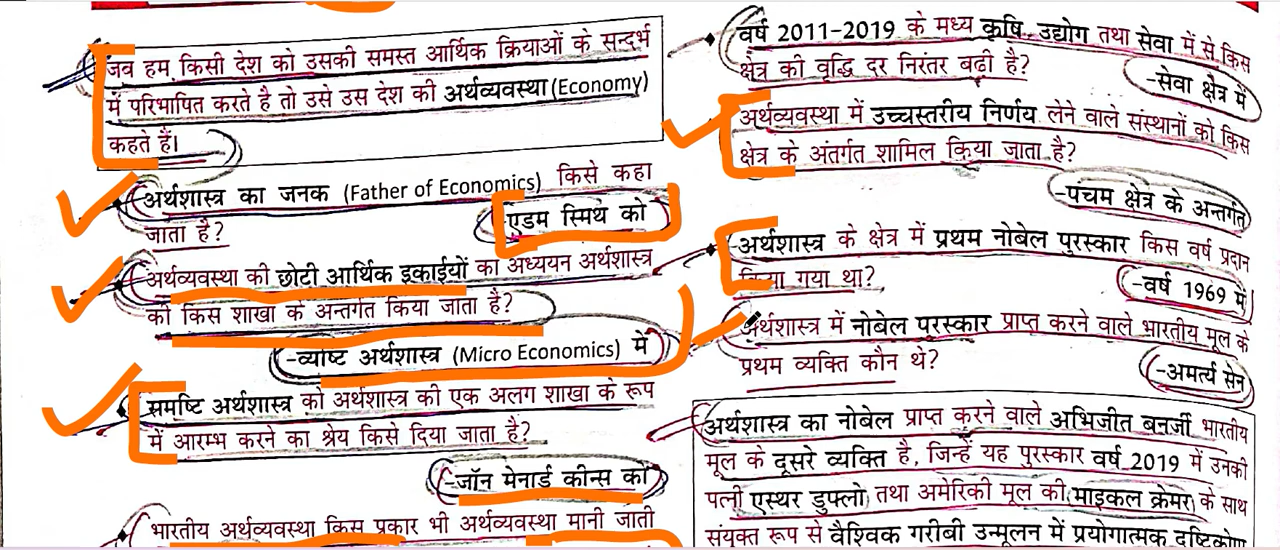 जब हम किसी देश को उसकी समस्त आर्थिक क्रियाओं के सन्दर्भ
में परिभाषित करते है तो उसे उस देश की अर्थव्यवस्था (Economy)
कहते हैं।
अर्थशास्त्र का जनक (Father of Economics) किसे कहा
जाता है?
एडम स्मिथ को
अर्थव्यवस्था की छोटी आर्थिक इकाईयों का अध्ययन अर्थशास्त्र
की किस शाखा के अन्तर्गत किया जाता है?
-व्यष्टि अर्थशास्त्र (Micro Economics) में
समष्टि अर्थशास्त्र को अर्थशास्त्र की एक अलग शाखा के रूप
में आरम्भ करने का श्रेय किसे दिया जाता है?
-जॉन मेनार्ड कीन्स को
भारतीय अर्थव्यवस्था किस प्रकार भी अर्थव्यवस्था मानी जाती
वर्ष 2011-2019 के मध्य कृषि, उद्योग तथा सेवा में से किस
क्षेत्र की वृद्धि दर निरंतर बढ़ी है?
-सेवा क्षेत्र में
अर्थव्यवस्था में उच्चस्तरीय निर्णय लेने वाले संस्थानों को किस
क्षेत्र के अंतर्गत शामिल किया जाता है?
-पंचम क्षेत्र के अन्तर्गत
अर्थशास्त्र के क्षेत्र में प्रथम नोबेल पुरस्कार किस वर्ष प्रदान
किया गया था?
-वर्ष 1969 में
अर्थशास्त्र में नोबेल पुरस्कार प्राप्त करने वाले भारतीय मूल के
प्रथम व्यक्ति कौन थे?
-अमर्त्य सेन
अर्थशास्त्र का नोबेल प्राप्त करने वाले अभिजीत बनर्जी भारतीय
मूल के दूसरे व्यक्ति है, जिन्हें यह पुरस्कार वर्ष 2019 में उनकी
पत्नी एस्थर डुफ्लो तथा अमेरिकी मूल की माइकल क्रेमर के साथ
संयुक्त रूप से वैश्विक गरीबी उन्मूलन में प्रयोगात्मक दृष्टिकोण